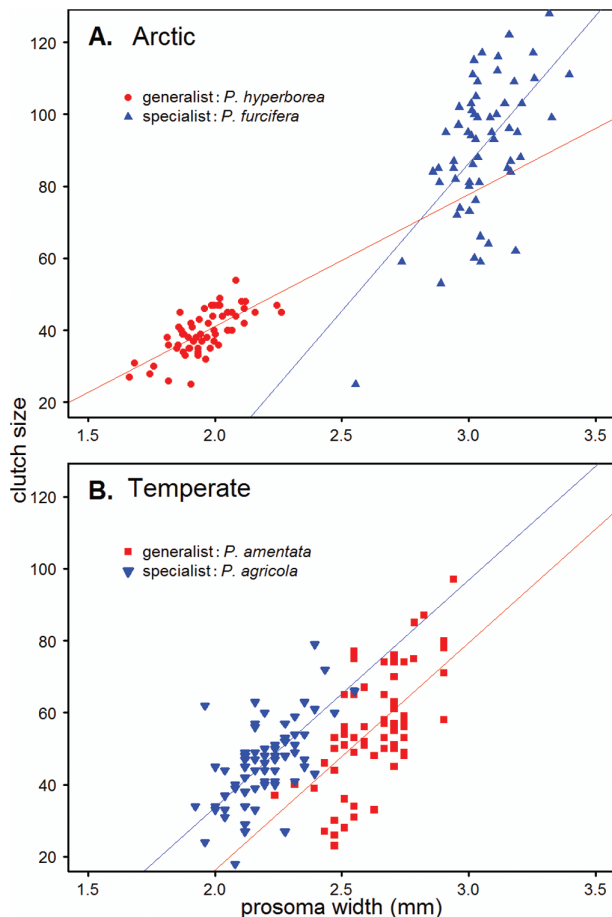 A. Arctic
generalist: P. hyperborea
specialist: P. furcifera
120
100
80
60
40
20
1.5 2.0 2.5 3.0 3.5
clutch size
B. Temperate
generalist: P. amentata
specialist: P. agricola
120
100
80
60
40
20
1.5 2.0 2.5 3.0 3.5
prosoma width (mm)